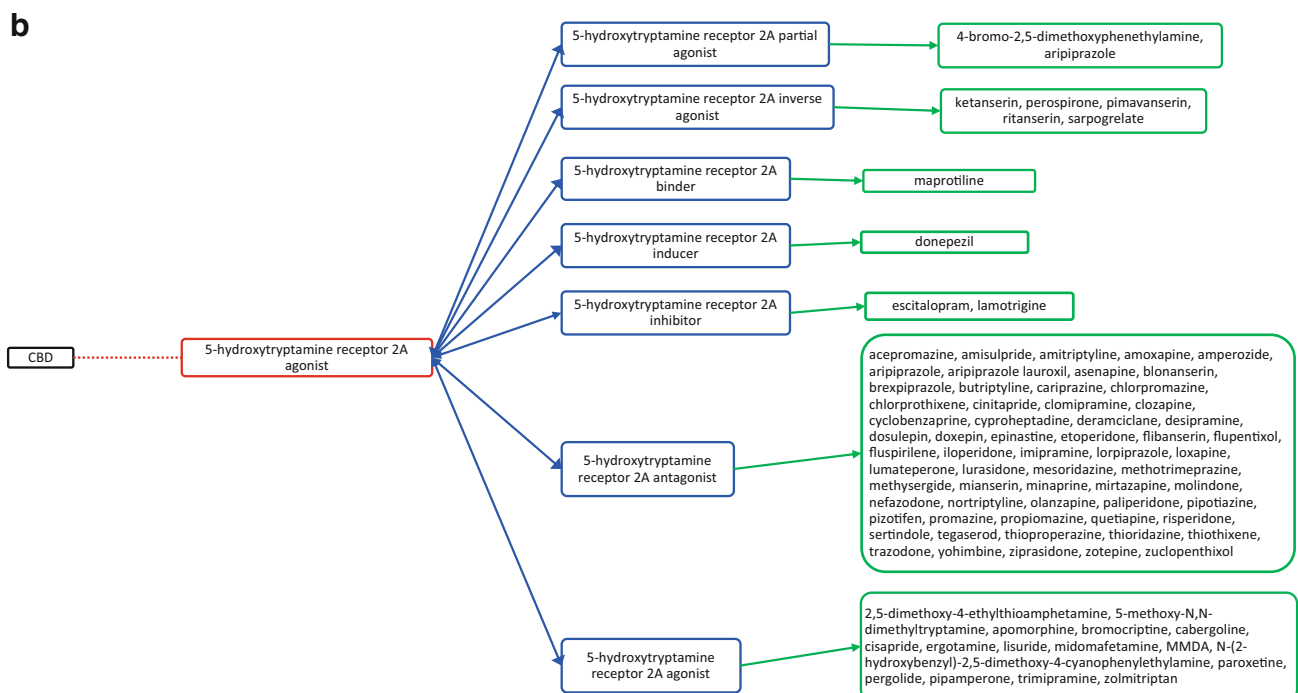 b
5-hydroxytryptamine receptor 2A partial
agonist
4-bromo-2,5-dimethoxyphenethylamine,
aripiprazole
5-hydroxytryptamine receptor 2A inverse
agonist
ketanserin, perospirone, pimavanserin,
ritanserin, sarpogrelate
5-hydroxytryptamine receptor 2A
binder
maprotiline
5-hydroxytryptamine receptor 2A
inducer
donepezil
5-hydroxytryptamine receptor 2A
inhibitor
escitalopram, lamotrigine
CBD
5-hydroxytryptamine receptor 2A
agonist
5-hydroxytryptamine
receptor 2A antagonist
acepromazine, amisulpride, amitriptyline, amoxapine, amperozide,
aripiprazole, aripiprazole lauroxil, asenapine, blonanserin,
brexpiprazole, butriptyline, cariprazine, chlorpromazine,
chlorprothixene, cinitapride, clomipramine, clozapine,
cyclobenzaprine, cyproheptadine, deramciclane, desipramine,
dosulepin, doxepin, epinastine, etoperidone, flibanserin, flupentixol,
fluspirilene, iloperidone, imipramine, lorpiprazole, loxapine,
lumateperone, lurasidone, mesoridazine, methotrimeprazine,
methysergide, mianserin, minaprine, mirtazapine, molindone,
nefazodone, nortriptyline, olanzapine, paliperidone, pipotiazine,
pizotifen, promazine, propiomazine, quetiapine, risperidone,
sertindole, tegaserod, thioproperazine, thioridazine, thiothixene,
trazodone, yohimbine, ziprasidone, zotepine, zuclopenthixol
5-hydroxytryptamine
receptor 2A agonist
2,5-dimethoxy-4-ethylthioamphetamine, 5-methoxy-N,N-
dimethyltryptamine, apomorphine, bromocriptine, cabergoline,
cisapride, ergotamine, lisuride, midomafetamine, MMDA, N-(2-
hydroxybenzyl)-2,5-dimethoxy-4-cyanophenylethylamine, paroxetine,
pergolide, pipamperone, trimipramine, zolmitriptan